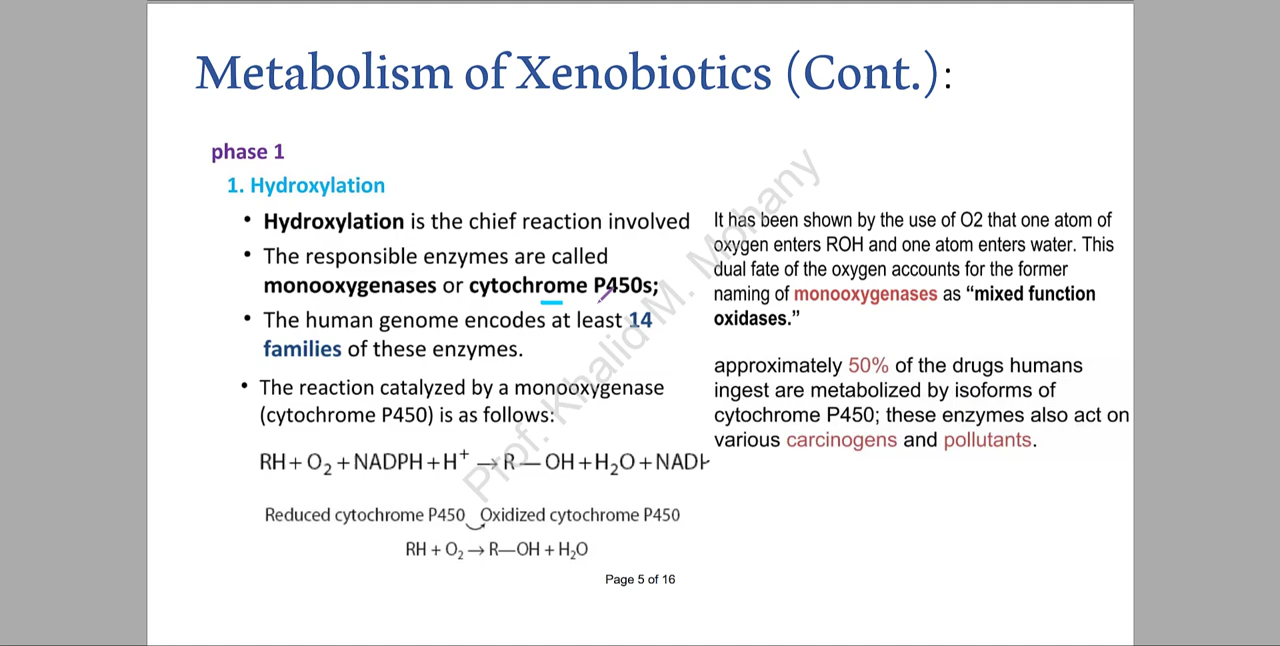 Metabolism of Xenobiotics (Cont.):
phase 1
1. Hydroxylation
• Hydroxylation is the chief reaction involved
• The responsible enzymes are called
monooxygenases or cytochrome P450s;
• The human genome encodes at least 14
families of these enzymes.
• The reaction catalyzed by a monooxygenase
(cytochrome P450) is as follows:
RH + O₂ + NADPH + H⁺ → R — OH + H₂O + NADP
Reduced cytochrome P450 Oxidized cytochrome P450
RH + O₂ → R—OH + H₂O
It has been shown by the use of O2 that one atom of
oxygen enters ROH and one atom enters water. This
dual fate of the oxygen accounts for the former
naming of monooxygenases as “mixed function
oxidases.”
approximately 50% of the drugs humans
ingest are metabolized by isoforms of
cytochrome P450; these enzymes also act on
various carcinogens and pollutants.
Page 5 of 16
Prof. Khalid M. Mohany